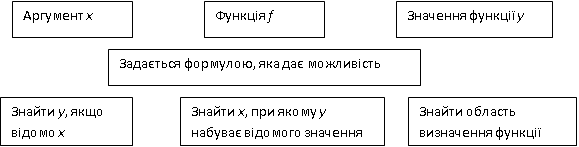 Аргумент x
Функція f
Значення функції y
Задається формулою, яка дає можливість
Знайти y, якщо
відомо x
Знайти x, при якому y
набуває відомого значення
Знайти область
визначення функції